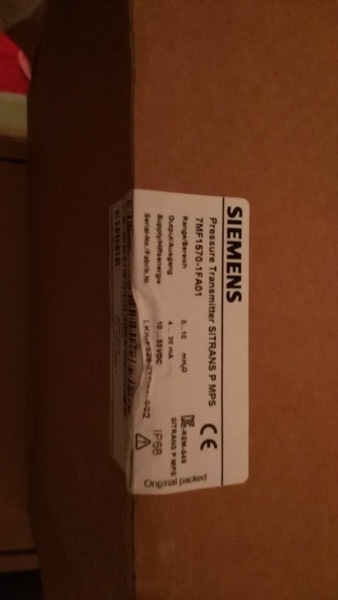 SIEMENS
Pressure Transmitter SITRANS P MPS
7MF1570-1FA01
Range/Bereich 0...10 mH₂O
Output/Ausgang 4 ... 20 mA
Supply/Hilfsenergie 10 ... 33 VDC
Serial-No./Fabrik.Nr.
CE
SITRANS P MPS
IP68
Original packed